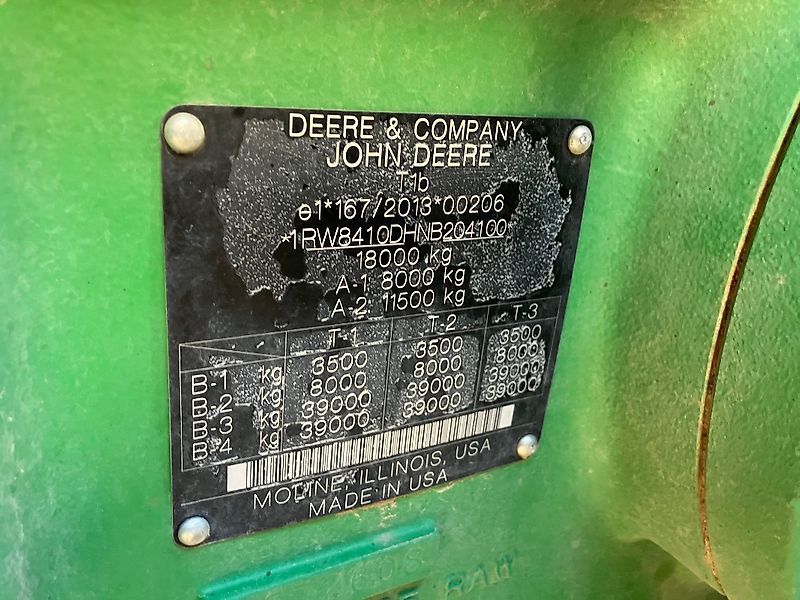 DEERE & COMPANY
JOHN DEERE
T1b
e1*167/2013*00206
*1RW8410DHNB204100
18000 kg
A-1 8000 kg
A-2 11500 kg
T-1 T-2 T-3
B-1 kg 3500 3500 3500
B-2 kg 8000 8000 8000
B-3 kg 39000 39000 39000
B-4 kg 39000 39000 39000
MOLINE, ILLINOIS, USA
MADE IN USA